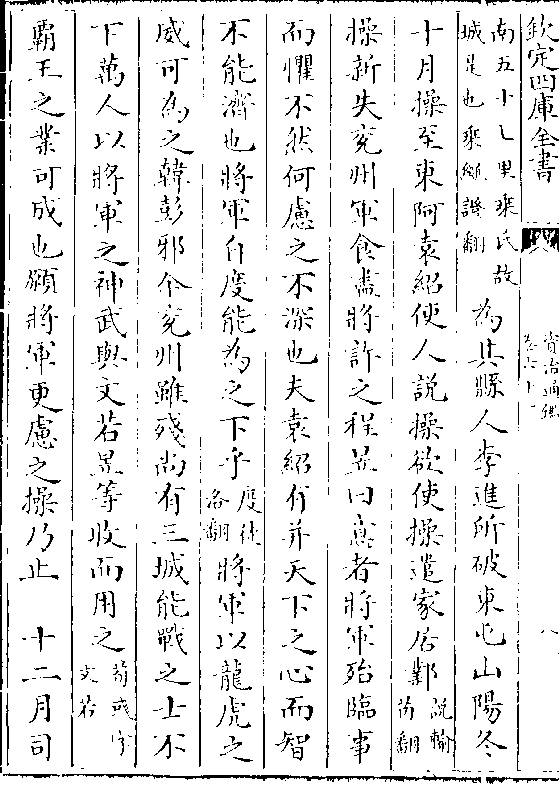 欽定四庫全書
資治通鑑
卷六十一
八
南五十七里乘氏故
城是也乘繩證翻
為其縣人李進所破東屯山陽冬
十月操至東阿袁紹使人說操欲使操遣家居鄴說輸芮翻
操新失兖州軍食盡將許之程昱曰意者將軍殆臨事
而懼不然何慮之不深也夫袁紹有并天下之心而智
不能濟也將軍自度能為之下乎度徒洛翻將軍以龍虎之
威可為之韓彭邪今兖州雖殘尚有三城能戰之士不
下萬人以將軍之神武與文若昱等收而用之荀彧字文若
霸王之業可成也願將軍更慮之操乃止 十二月司